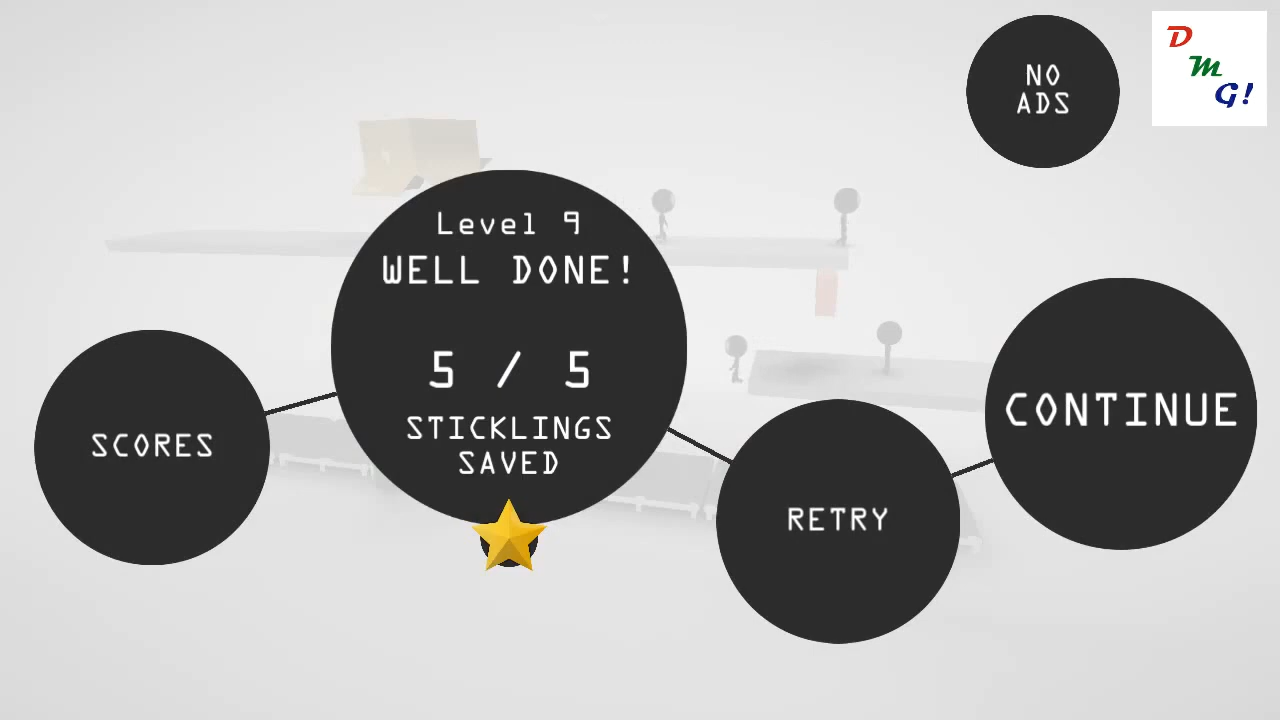 NO
ADS
D
M
G!
Level 9
WELL DONE!
5 / 5
STICKLINGS
SAVED
SCORES
RETRY
CONTINUE